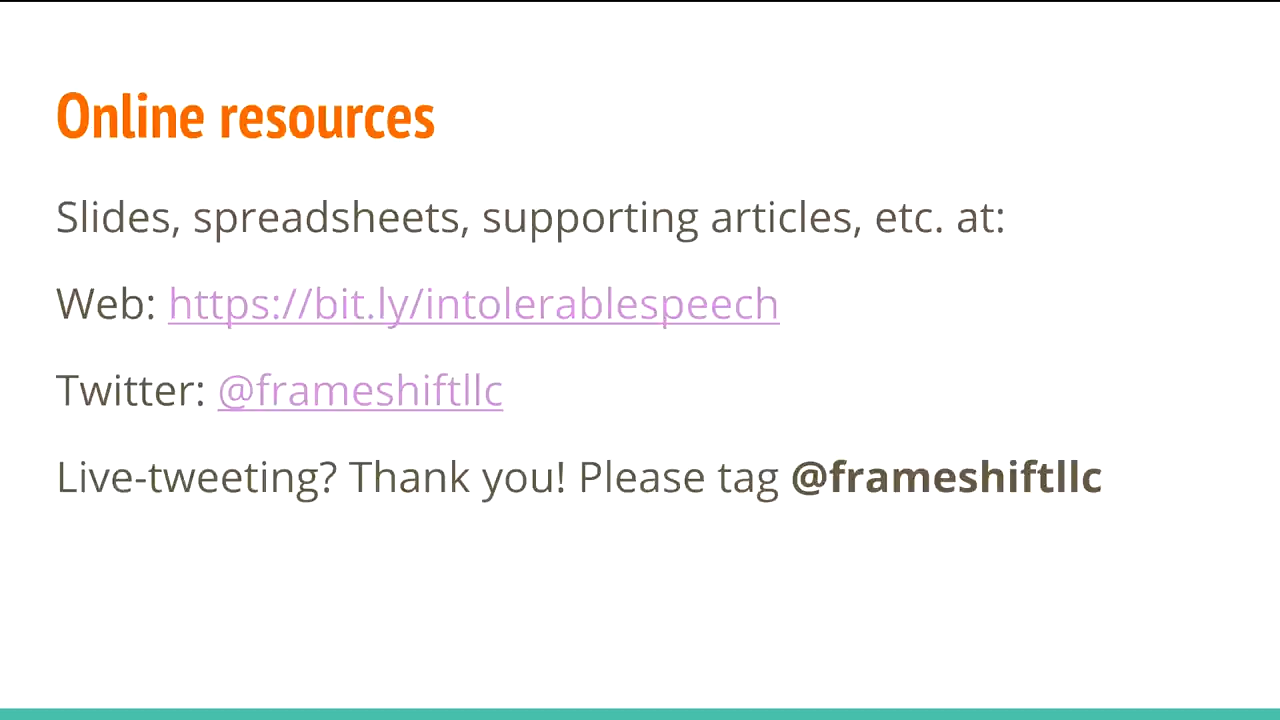 Online resources
Slides, spreadsheets, supporting articles, etc. at:
Web: https://bit.ly/intolerablespeech
Twitter: @frameshiftllc
Live-tweeting? Thank you! Please tag @frameshiftllc